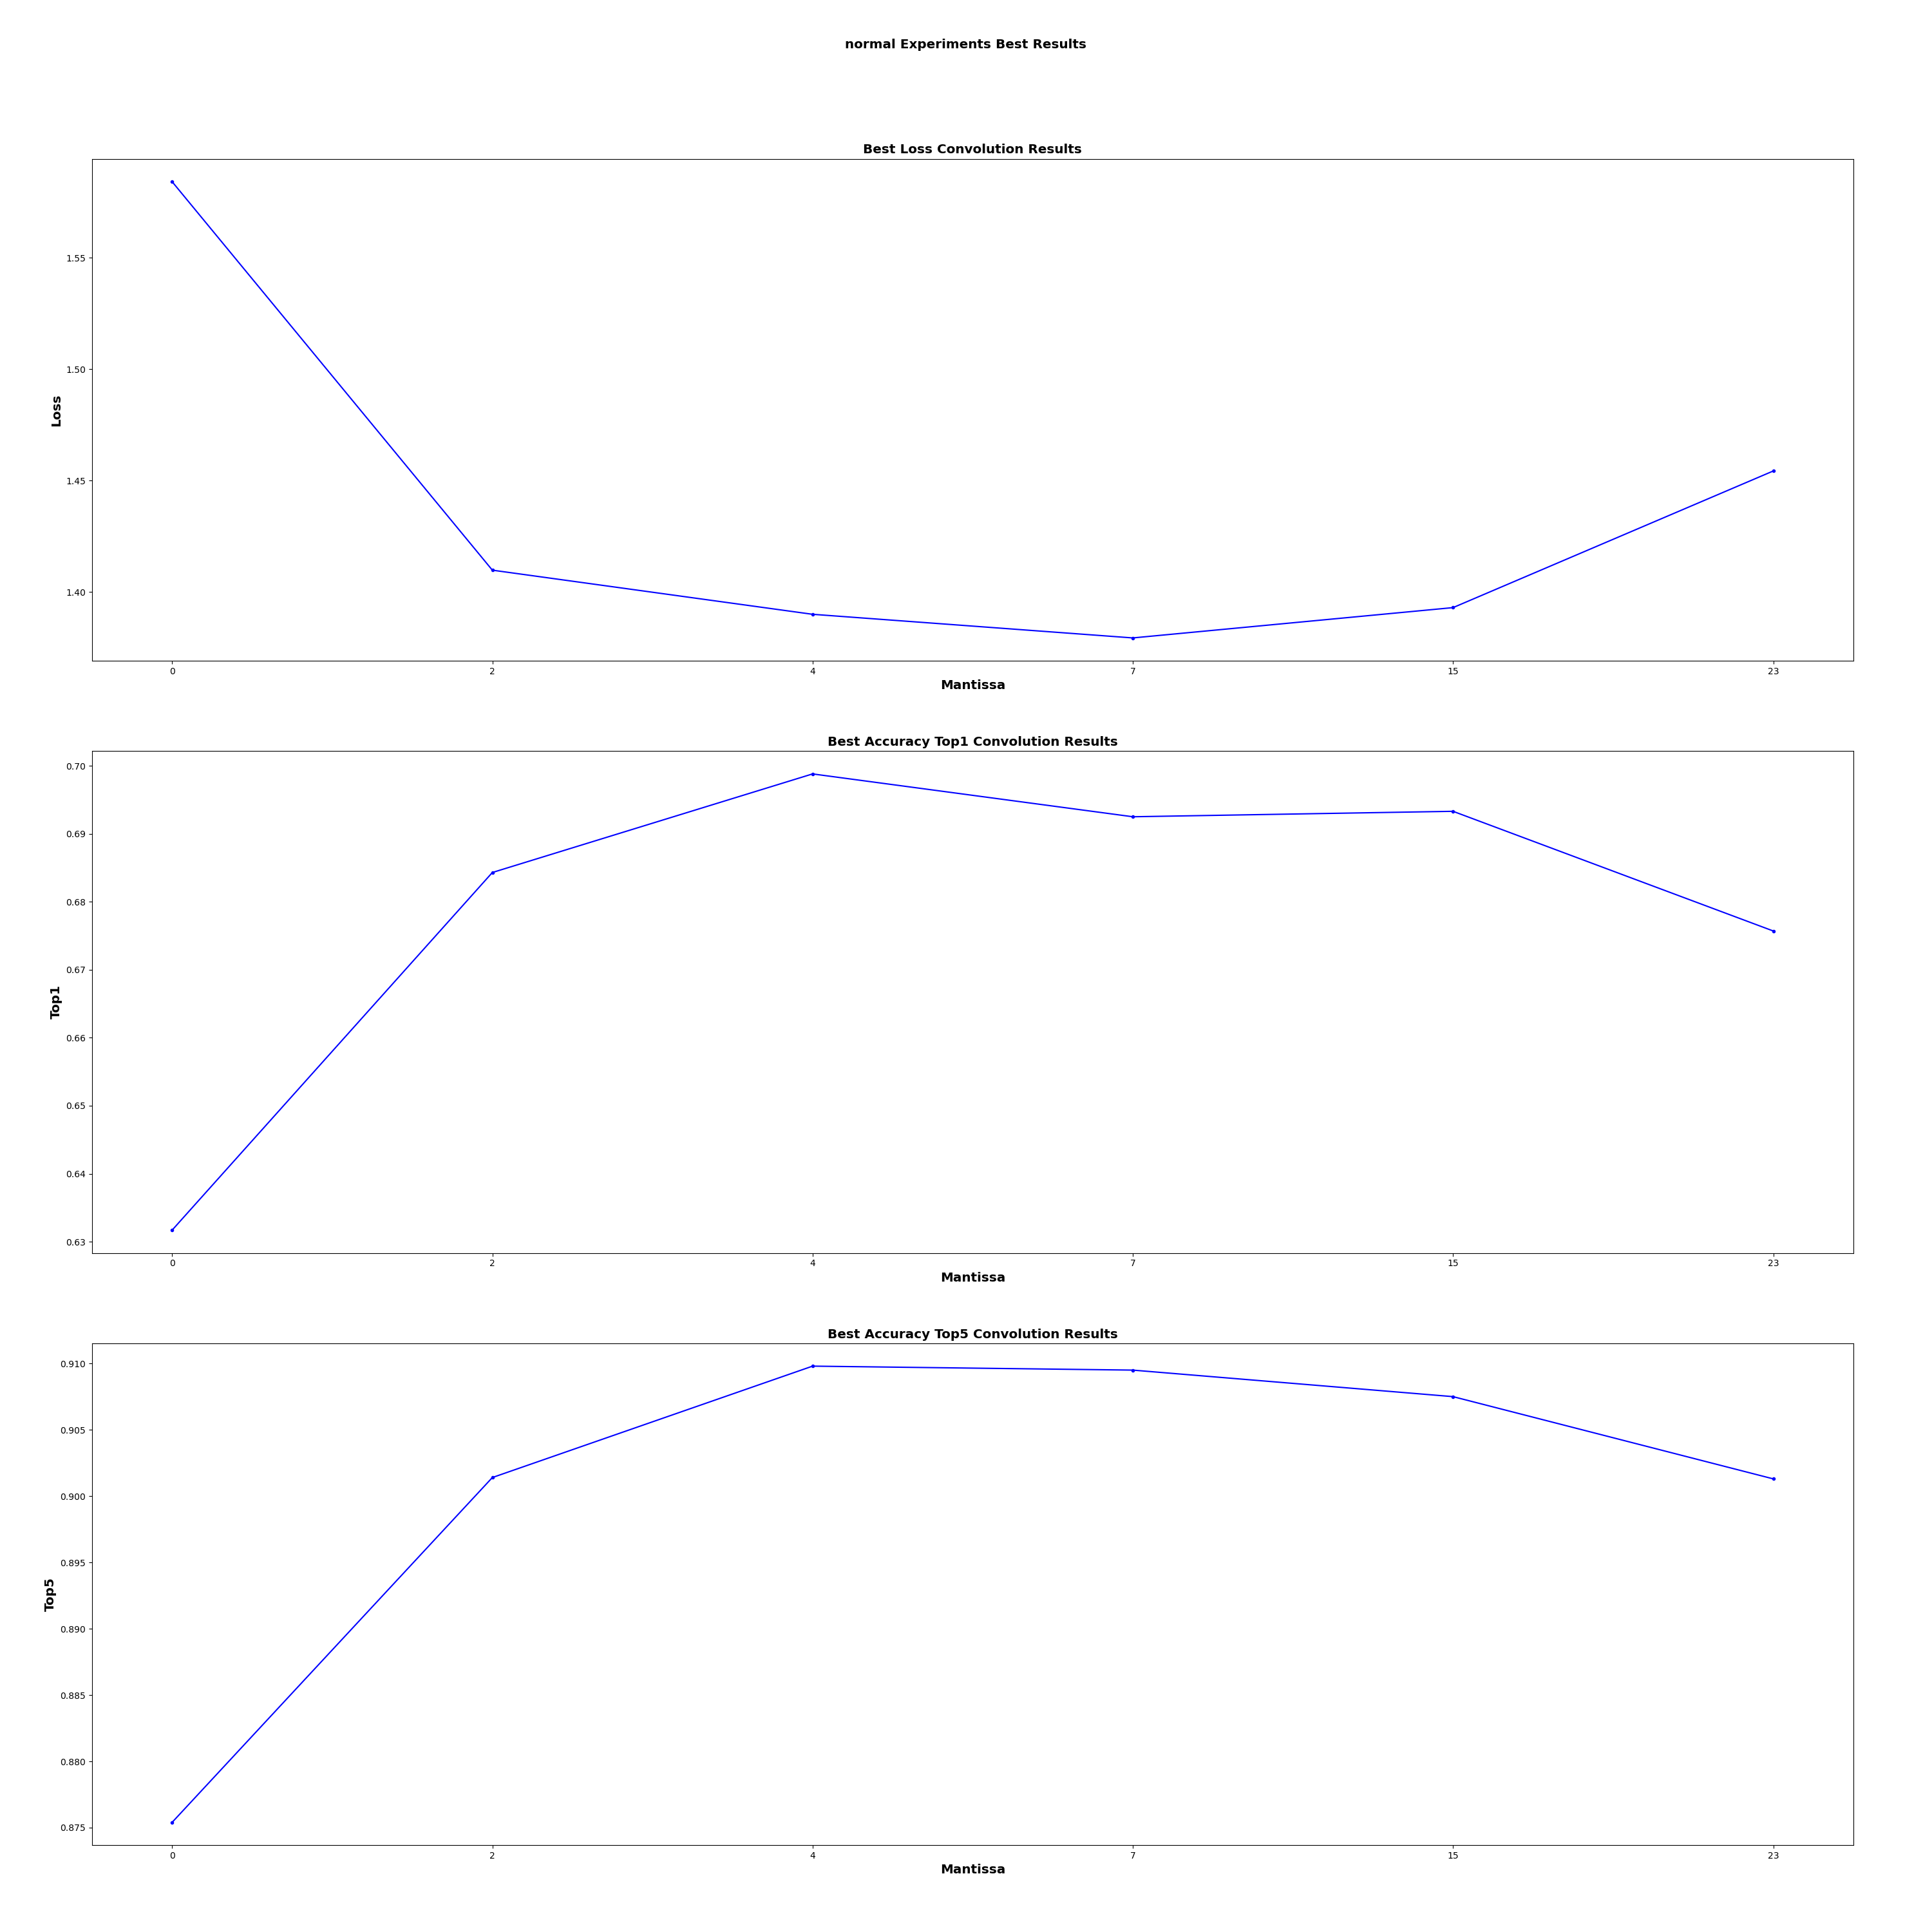 normal Experiments Best Results
Best Loss Convolution Results
1.55
1.50
1.45
1.40
Loss
0 2 4 7 15 23
Mantissa
Best Accuracy Top1 Convolution Results
0.70
0.69
0.68
0.67
0.66
0.65
0.64
0.63
Top1
0 2 4 7 15 23
Mantissa
Best Accuracy Top5 Convolution Results
0.910
0.905
0.900
0.895
0.890
0.885
0.880
0.875
Top5
0 2 4 7 15 23
Mantissa